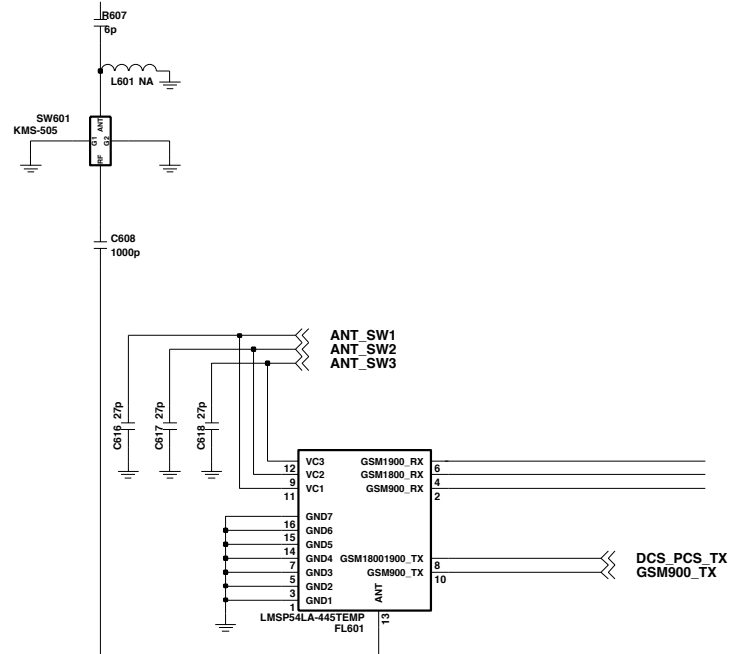 R607
6p
L601 NA
SW601
KMS-505
ANT
G1
G2
RF
C608
1000p
ANT_SW1
ANT_SW2
ANT_SW3
C616 27p
C617 27p
C618 27p
VC3
GSM1900_RX
12
6
VC2
GSM1800_RX
9
4
VC1
GSM900_RX
11
2
GND7
16
GND6
15
GND5
14
GND4
GSM18001900_TX
DCS_PCS_TX
7
8
GND3
GSM900_TX
GSM900_TX
5
10
GND2
3
GND1
1
ANT
13
LMSP54LA-445TEMP
FL601